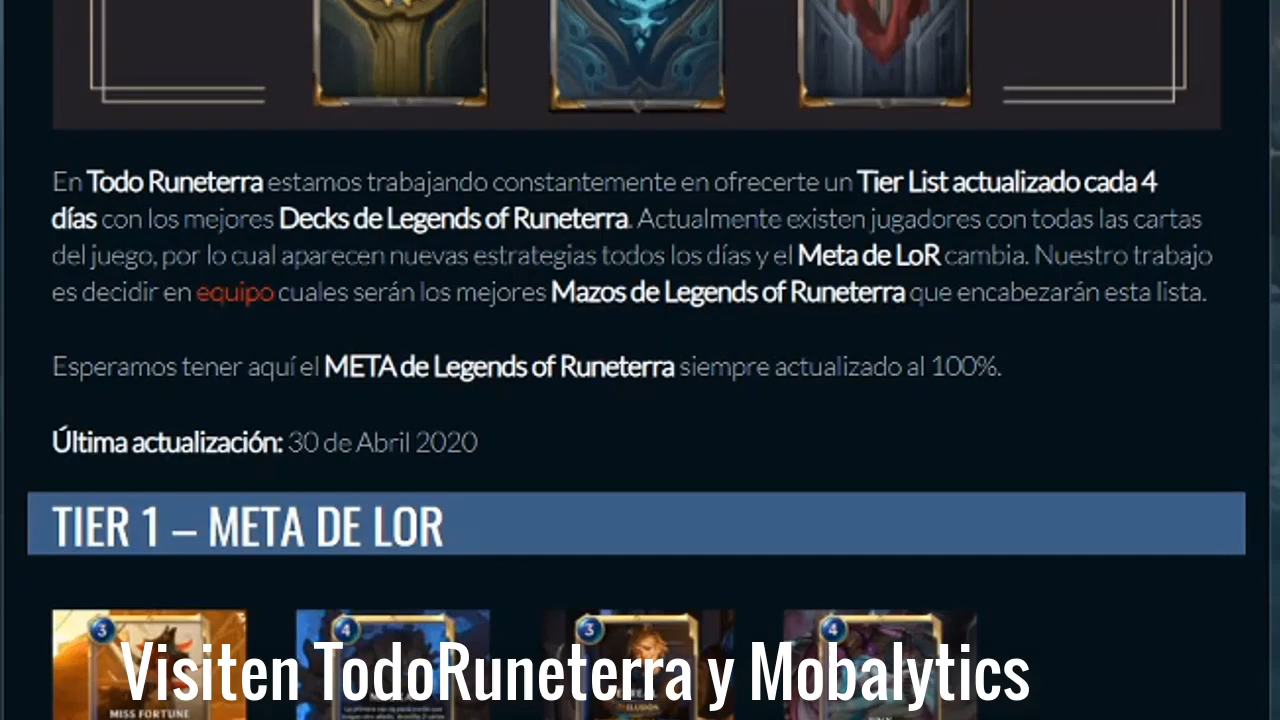 En Todo Runeterra estamos trabajando constantemente en ofrecerte un Tier List actualizado cada 4
días con los mejores Decks de Legends of Runeterra. Actualmente existen jugadores con todas las cartas
del juego, por lo cual aparecen nuevas estrategias todos los días y el Meta de LoR cambia. Nuestro trabajo
es decidir en equipo cuales serán los mejores Mazos de Legends of Runeterra que encabezarán esta lista.
Esperamos tener aquí el META de Legends of Runeterra siempre actualizado al 100%.
Última actualización: 30 de Abril 2020
TIER 1 – META DE LOR
3 4 3 4
Visiten TodoRuneterra y Mobalytics
MISS FORTUNE